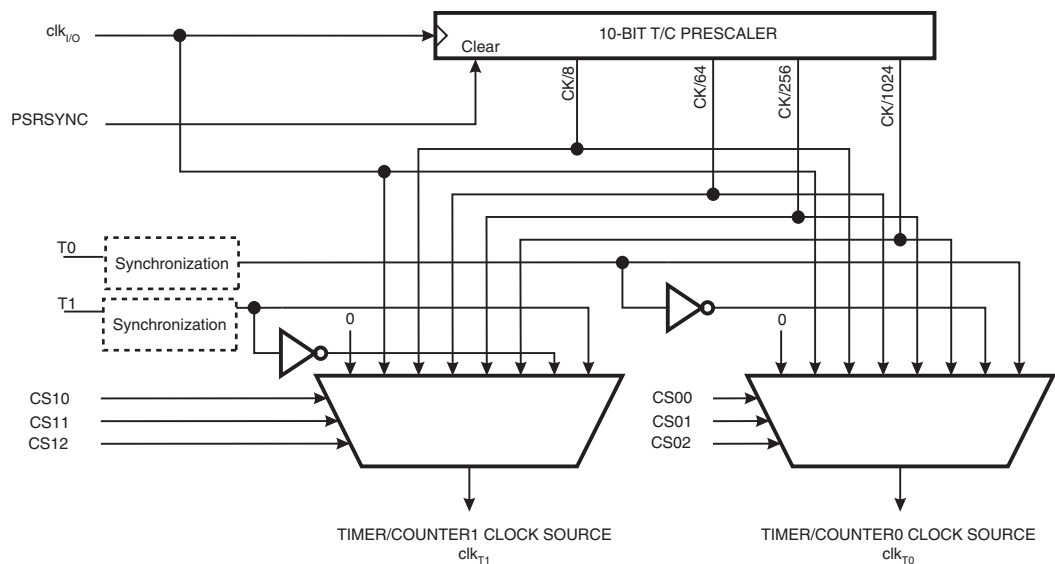 clkI/O
10-BIT T/C PRESCALER
Clear
CK/8
CK/64
CK/256
CK/1024
PSRSYNC
T0
Synchronization
T1
Synchronization
0
0
CS10
CS11
CS12
CS00
CS01
CS02
TIMER/COUNTER1 CLOCK SOURCE
clkT1
TIMER/COUNTER0 CLOCK SOURCE
clkT0